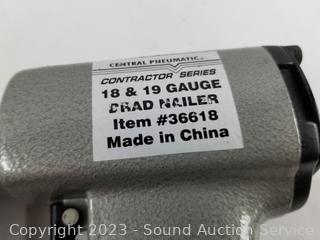 CENTRAL PNEUMATIC
CONTRACTOR SERIES
18 & 19 GAUGE
BRAD NAILER
Item #36618
Made in China
Copyright 2023 - Sound Auction Service